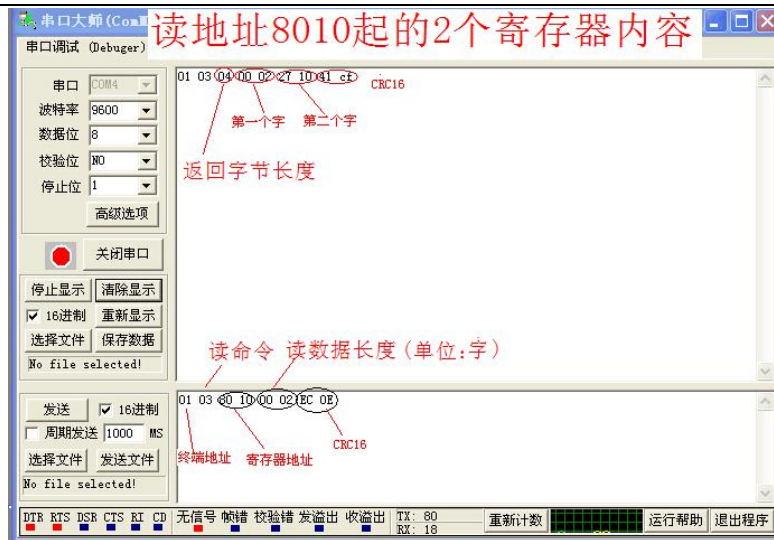 串口大师(ComM
读地址8010起的2个寄存器内容
串口调试 (Debuger)
串口 COM4
波特率 9600
数据位 8
校验位 NO
停止位 1
高级选项
关闭串口
停止显示 清除显示
16进制 重新显示
选择文件 保存数据
No file selected!
01 03 04 00 02 27 10 41 cf CRC16
第一个字 第二个字
返回字节长度
读命令 读数据长度(单位:字)
发送 16进制
周期发送 1000 MS
选择文件 发送文件
No file selected!
01 03 80 10 00 02 EC 0E
CRC16
终端地址 寄存器地址
DTR RTS DSR CTS RI CD 无信号 帧错 校验错 发溢出 收溢出 TX: 80
RX: 18
重新计数 运行帮助 退出程序